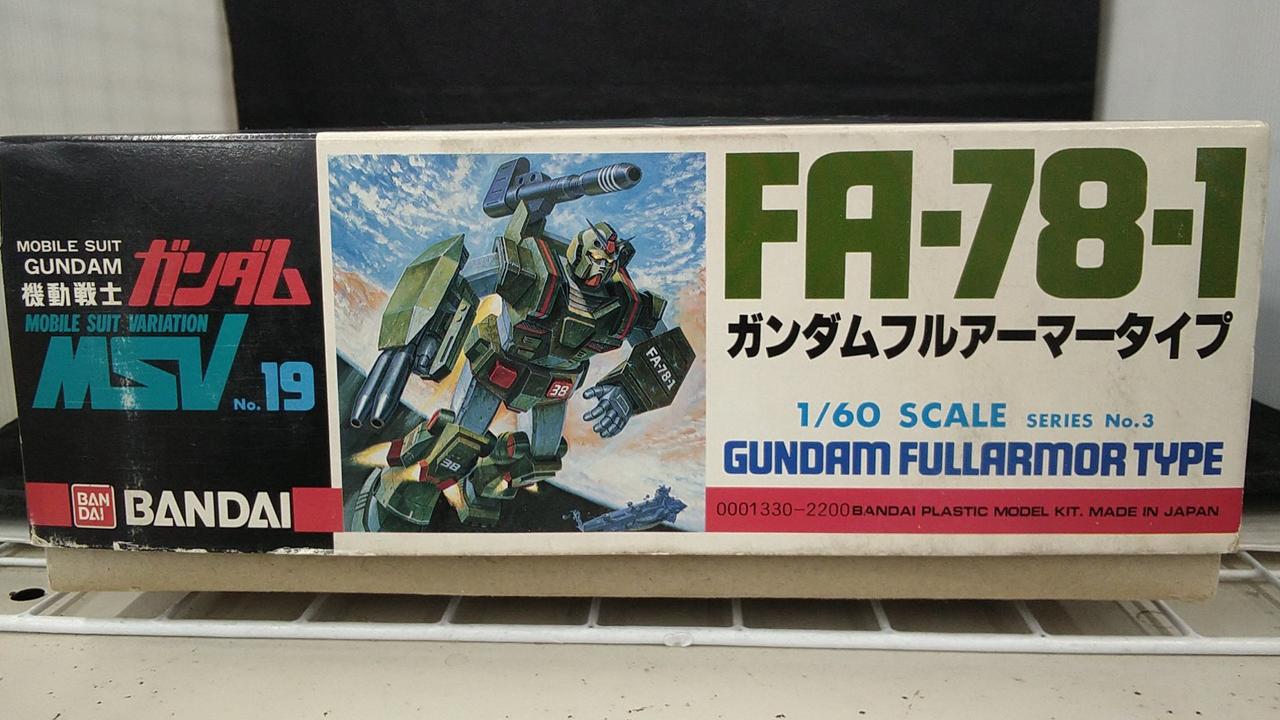 MOBILE SUIT
GUNDAM
機動戦士 ガンダム
MOBILE SUIT VARIATION
MSV No.19
BAN
DAI
BANDAI
FA-78-1
38
38
FA-78-1
ガンダムフルアーマータイプ
1/60 SCALE SERIES No.3
GUNDAM FULLARMOR TYPE
0001330-2200 BANDAI PLASTIC MODEL KIT. MADE IN JAPAN